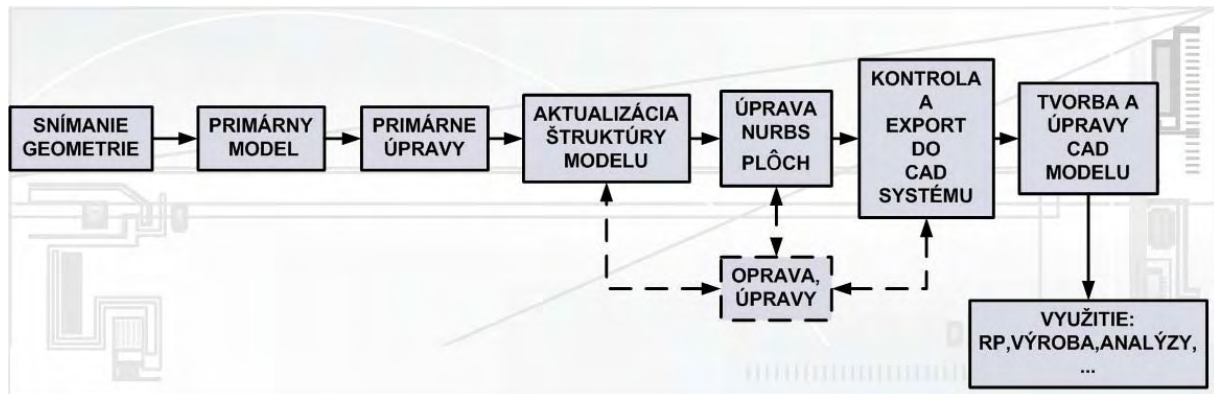 SNÍMANIE
GEOMETRIE
PRIMÁRNY
MODEL
PRIMÁRNE
ÚPRAVY
AKTUALIZÁCIA
ŠTRUKTÚRY
MODELU
ÚPRAVA
NURBS
PLÔCH
KONTROLA
A
EXPORT
DO
CAD
SYSTÉMU
TVORBA A
ÚPRAVY
CAD
MODELU
OPRAVA,
ÚPRAVY
VYUŽITIE:
RP,VÝROBA,ANALÝZY,
...